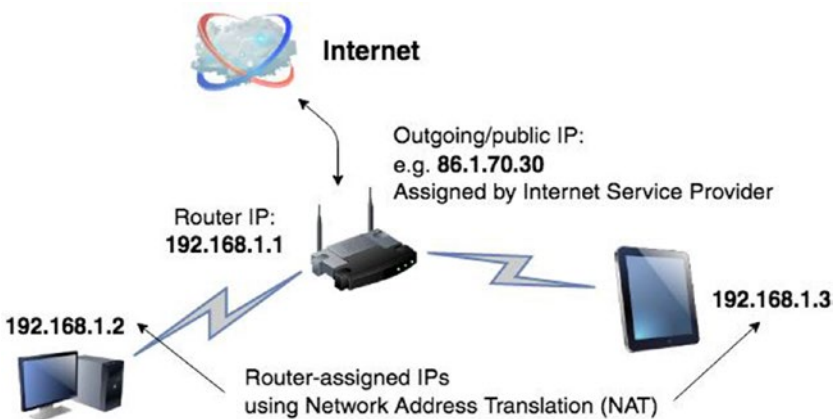 Internet
Outgoing/public IP:
e.g. 86.1.70.30
Assigned by Internet Service Provider
Router IP:
192.168.1.1
192.168.1.2
192.168.1.3
Router-assigned IPs
using Network Address Translation (NAT)